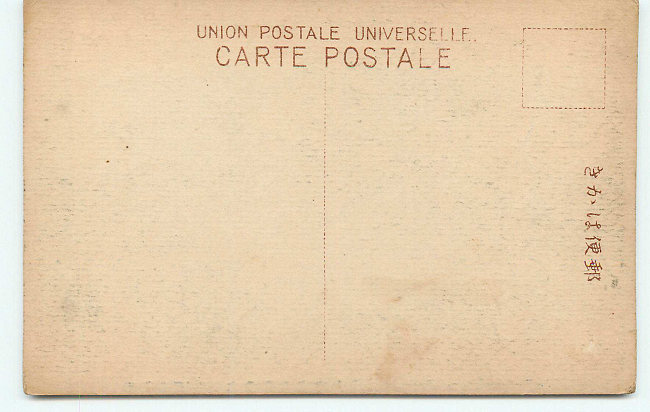 UNION POSTALE UNIVERSELLE.
CARTE POSTALE
きかは便郵